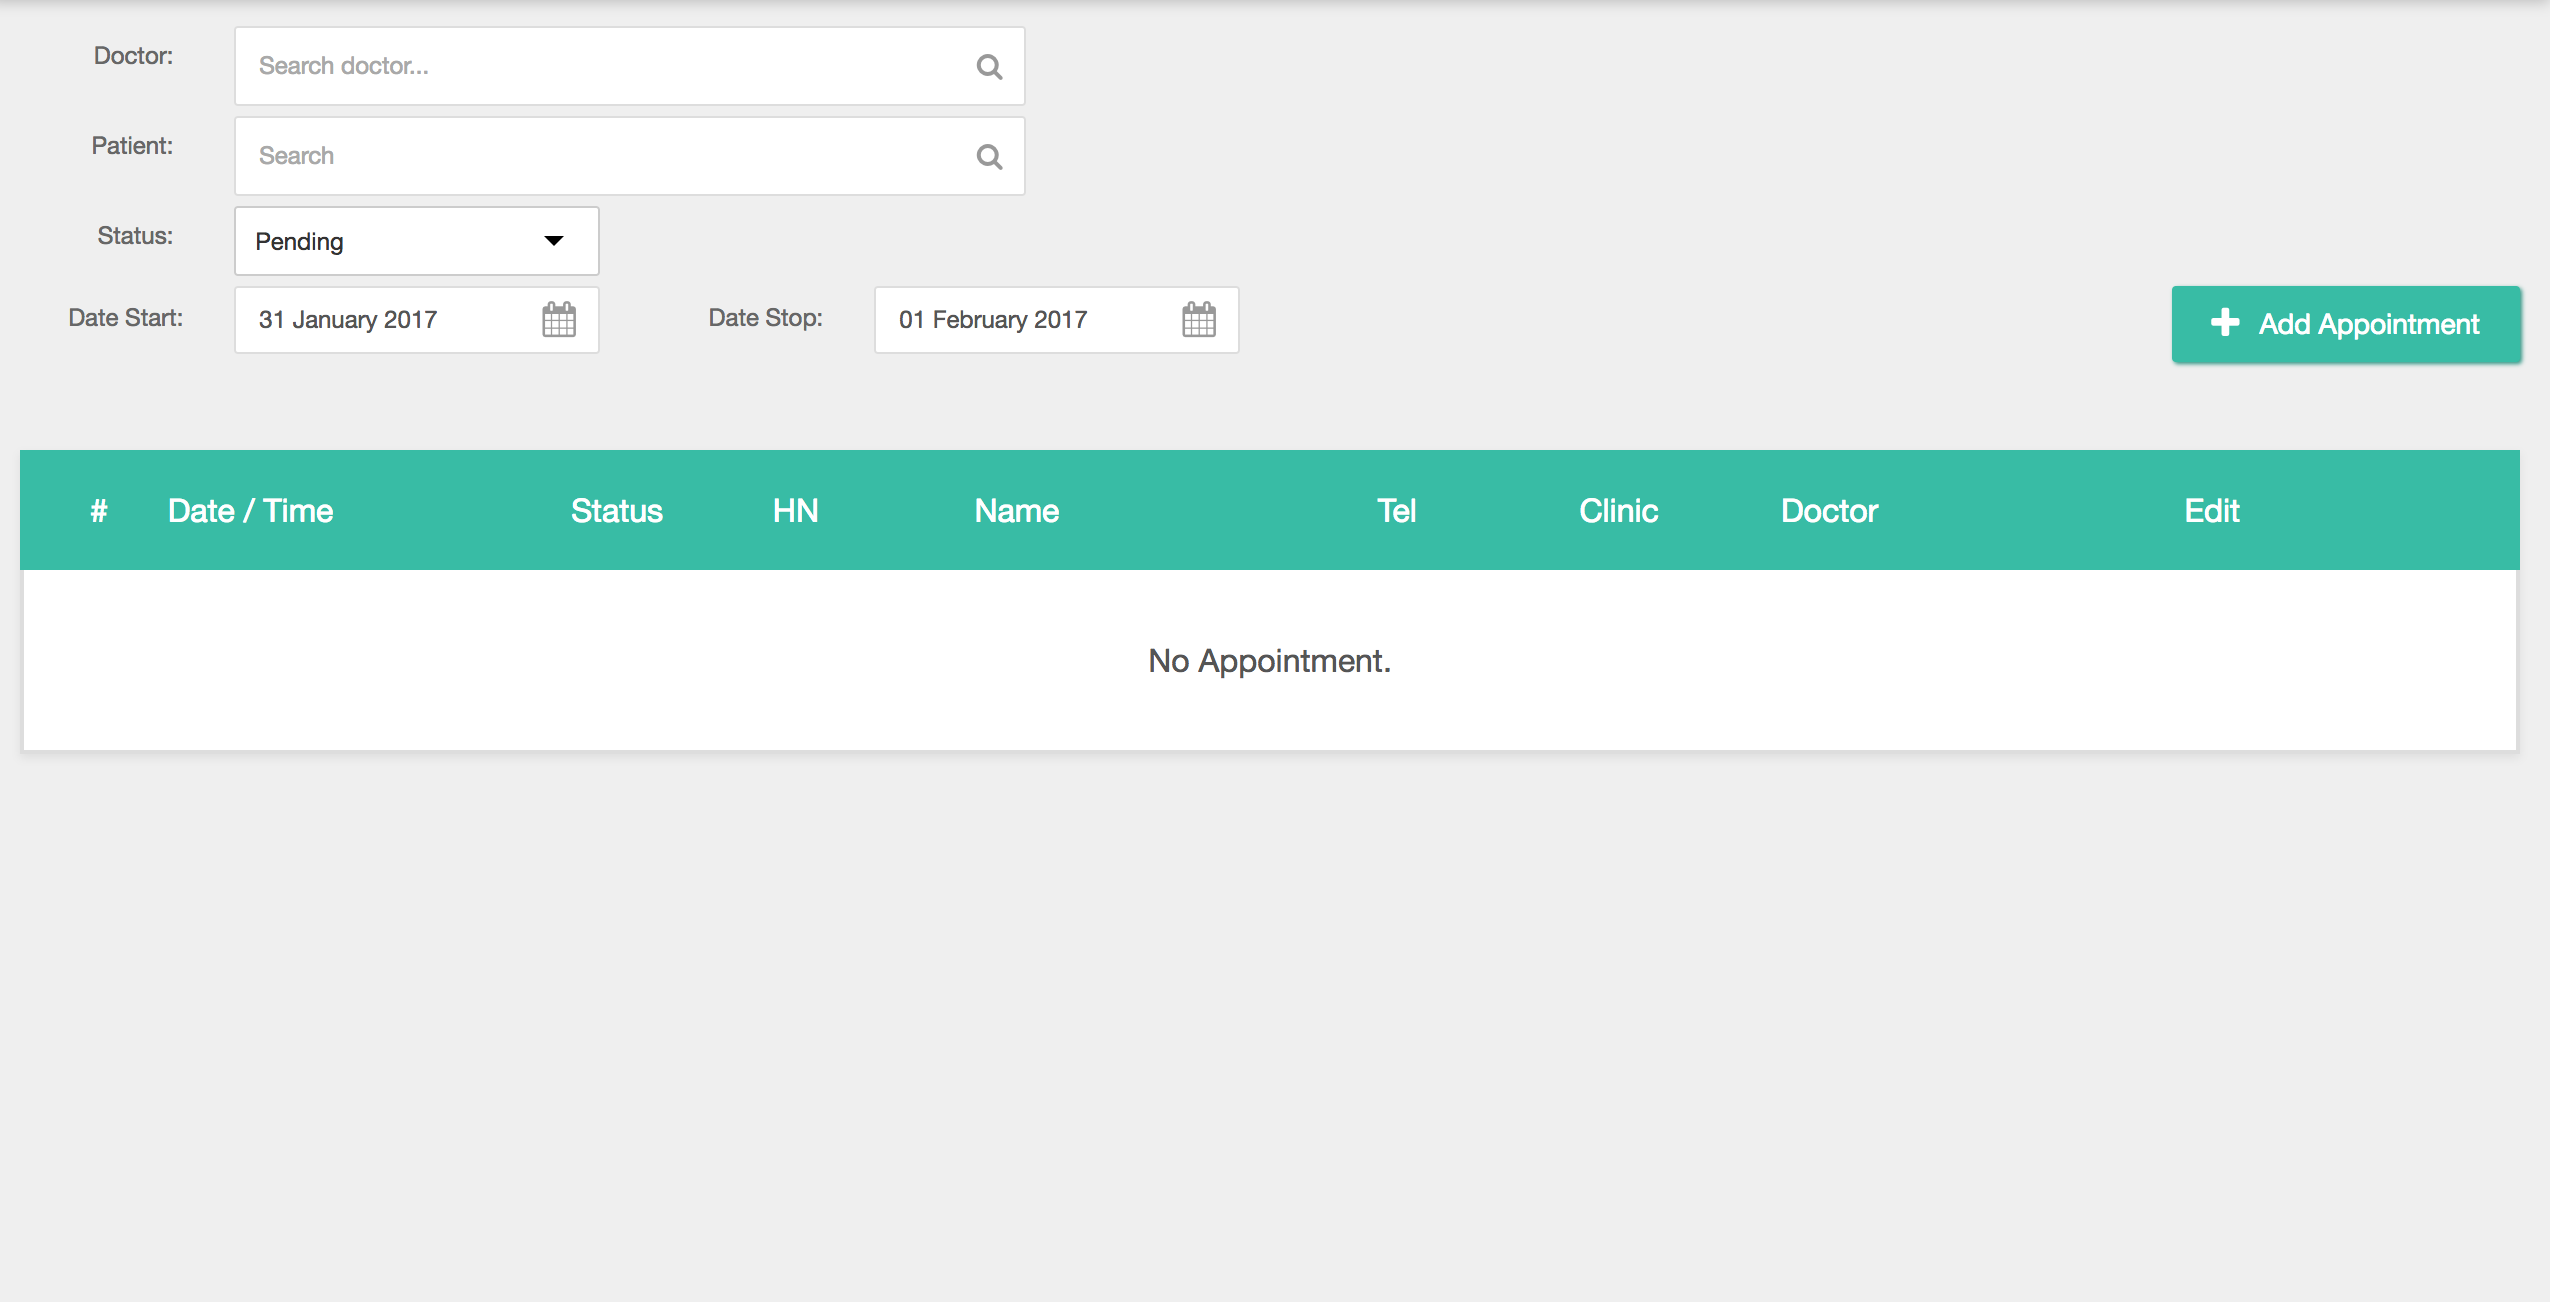 Doctor: Search doctor...
Patient: Search
Status: Pending
Date Start: 31 January 2017 Date Stop: 01 February 2017 Add Appointment
# Date / Time Status HN Name Tel Clinic Doctor Edit
No Appointment.